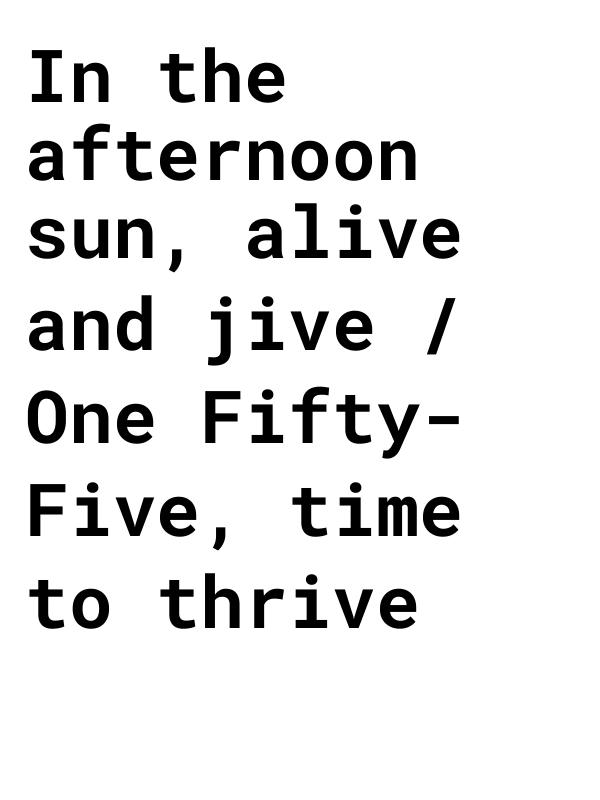 In the
afternoon
sun, alive
and jive /
One Fifty-
Five, time
to thrive